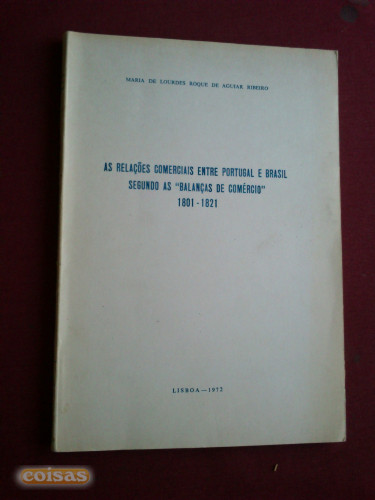 MARIA DE LOURDES ROQUE DE AGUIAR RIBEIRO
AS RELAÇÕES COMERCIAIS ENTRE PORTUGAL E BRASIL
SEGUNDO AS "BALANÇAS DE COMÉRCIO"
1801-1821
LISBOA—1972
coisas